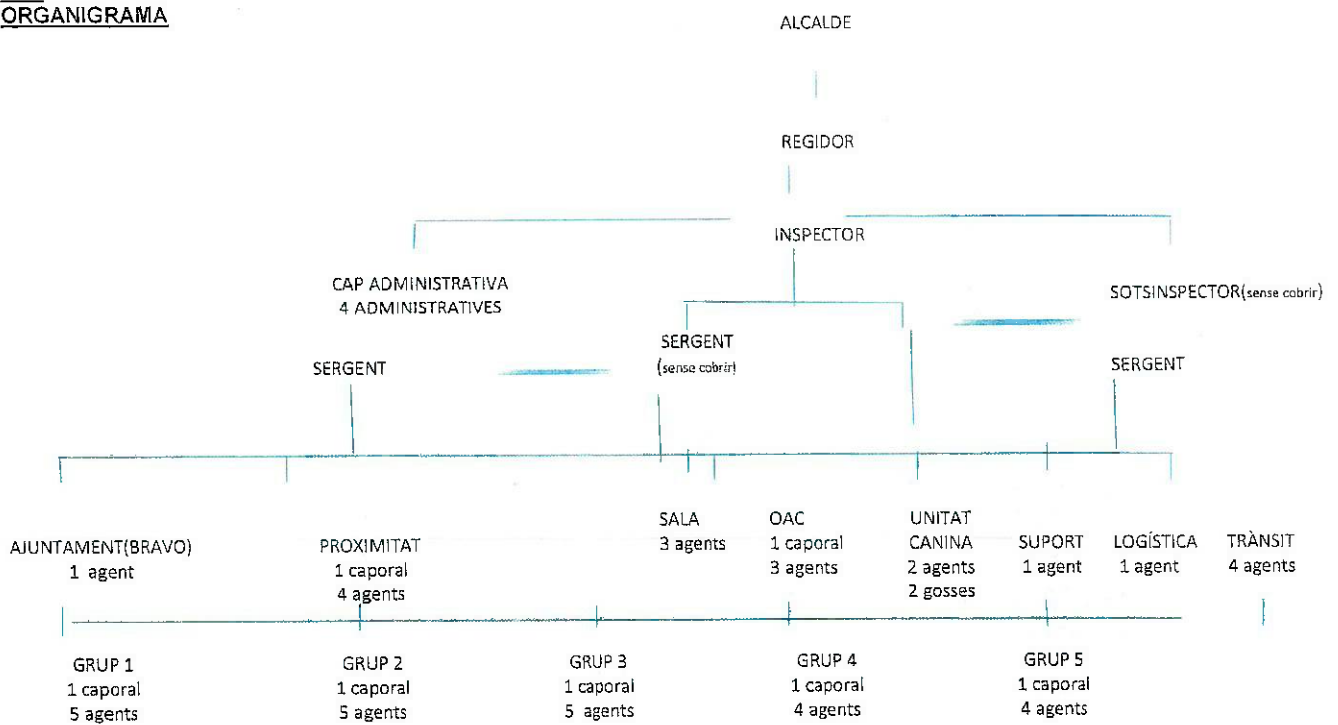 ORGANIGRAMA
ALCALDE
REGIDOR
INSPECTOR
CAP ADMINISTRATIVA
4 ADMINISTRATIVES
SOTSINSPECTOR(sense cobrir)
SERGENT
SERGENT
(sense cobrir)
SERGENT
AJUNTAMENT(BRAVO)
1 agent
PROXIMITAT
1 caporal
4 agents
SALA
3 agents
OAC
1 caporal
3 agents
UNITAT
CANINA
2 agents
2 gosses
SUPORT
1 agent
LOGÍSTICA
1 agent
TRÀNSIT
4 agents
GRUP 1
1 caporal
5 agents
GRUP 2
1 caporal
5 agents
GRUP 3
1 caporal
5 agents
GRUP 4
1 caporal
4 agents
GRUP 5
1 caporal
4 agents